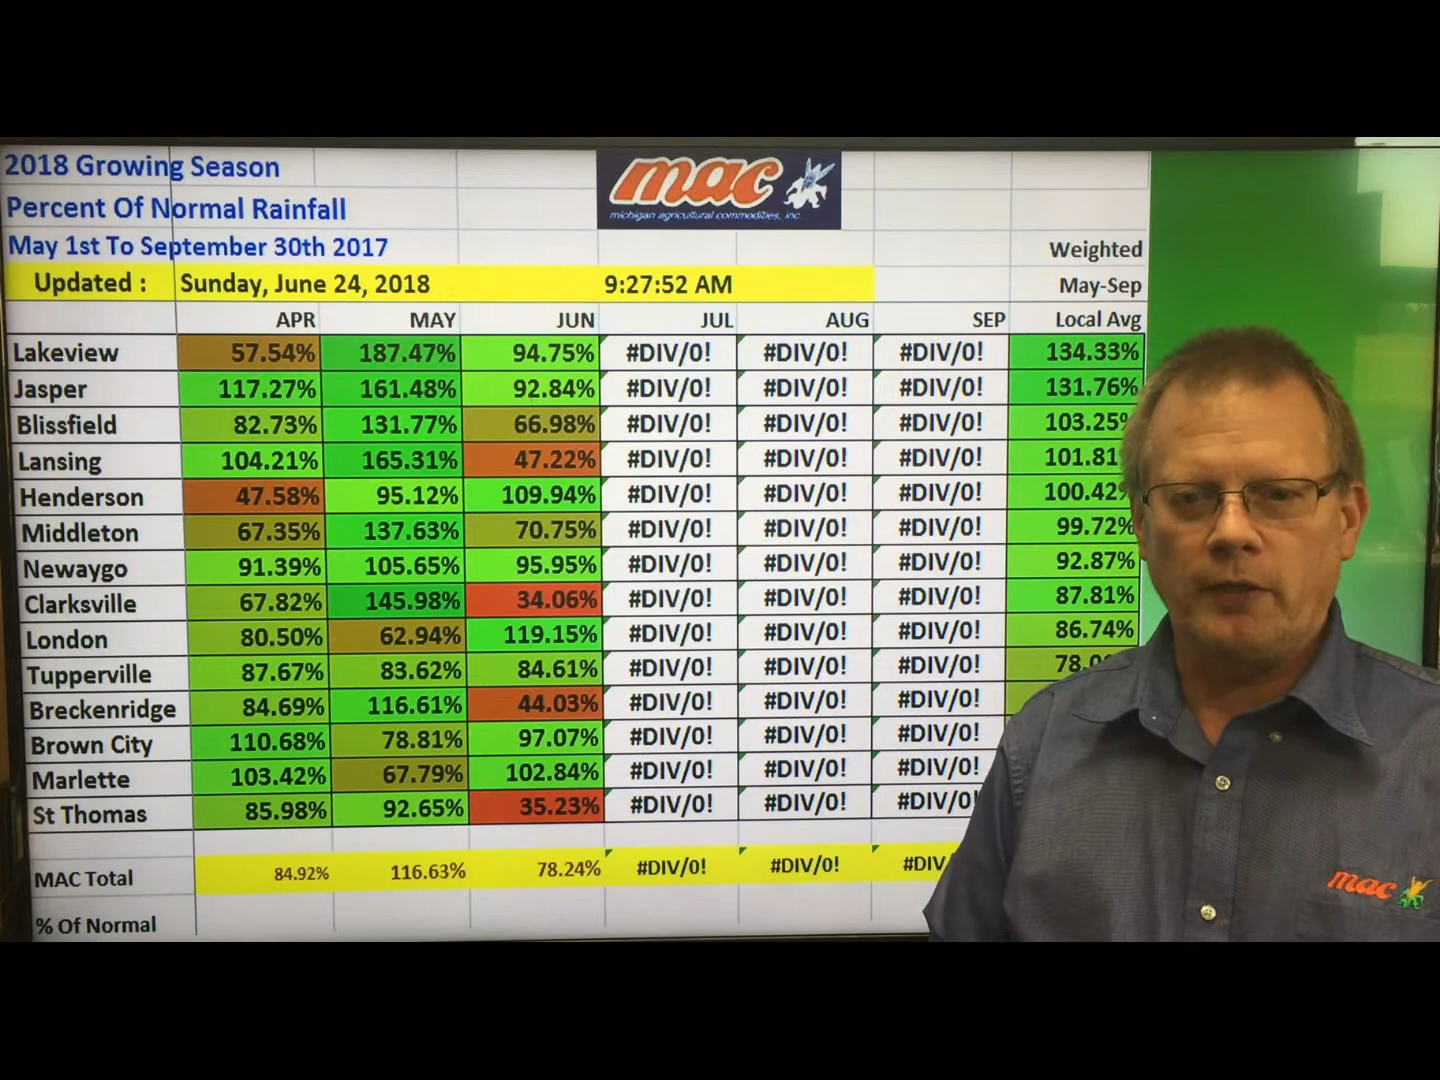 2018 Growing Season
Percent Of Normal Rainfall
May 1st To September 30th 2017
mac
michigan agricultural commodities, inc.
Weighted
Updated : Sunday, June 24, 2018 9:27:52 AM May-Sep
APR MAY JUN JUL AUG SEP Local Avg
Lakeview 57.54% 187.47% 94.75% #DIV/0! #DIV/0! #DIV/0! 134.33%
Jasper 117.27% 161.48% 92.84% #DIV/0! #DIV/0! #DIV/0! 131.76%
Blissfield 82.73% 131.77% 66.98% #DIV/0! #DIV/0! #DIV/0! 103.25%
Lansing 104.21% 165.31% 47.22% #DIV/0! #DIV/0! #DIV/0! 101.81
Henderson 47.58% 95.12% 109.94% #DIV/0! #DIV/0! #DIV/0! 100.42%
Middleton 67.35% 137.63% 70.75% #DIV/0! #DIV/0! #DIV/0! 99.72%
Newaygo 91.39% 105.65% 95.95% #DIV/0! #DIV/0! #DIV/0! 92.87%
Clarksville 67.82% 145.98% 34.06% #DIV/0! #DIV/0! #DIV/0! 87.81%
London 80.50% 62.94% 119.15% #DIV/0! #DIV/0! #DIV/0! 86.74%
Tupperville 87.67% 83.62% 84.61% #DIV/0! #DIV/0! #DIV/0!
Breckenridge 84.69% 116.61% 44.03% #DIV/0! #DIV/0! #DIV/0!
Brown City 110.68% 78.81% 97.07% #DIV/0! #DIV/0! #DIV/0!
Marlette 103.42% 67.79% 102.84% #DIV/0! #DIV/0! #DIV/0!
St Thomas 85.98% 92.65% 35.23% #DIV/0! #DIV/0! #DIV/0!
MAC Total 84.92% 116.63% 78.24% #DIV/0! #DIV/0! #DIV
% Of Normal
mac